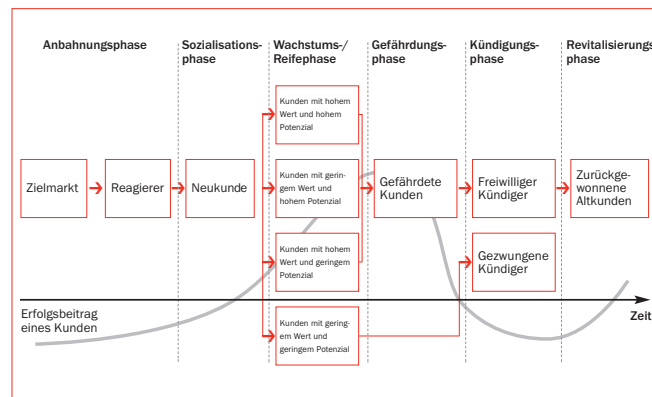 Anbahnungsphase
Sozialisations-
phase
Wachstums-/
Reifephase
Gefährdungs-
phase
Kündigungs-
phase
Revitalisierungs
phase
Kunden mit hohem
Wert und hohem
Potenzial
Zielmarkt
Reagierer
Neukunde
Kunden mit gerin-
gem Wert und
hohem Potenzial
Gefährdete
Kunden
Freiwilliger
Kündiger
Zurückge-
wonnene
Altkunden
Kunden mit hohem
Wert und geringem
Potenzial
Gezwungene
Kündiger
Erfolgsbeitrag
eines Kunden
Zeit
Kunden mit gering-
em Wert und
geringem Potenzial